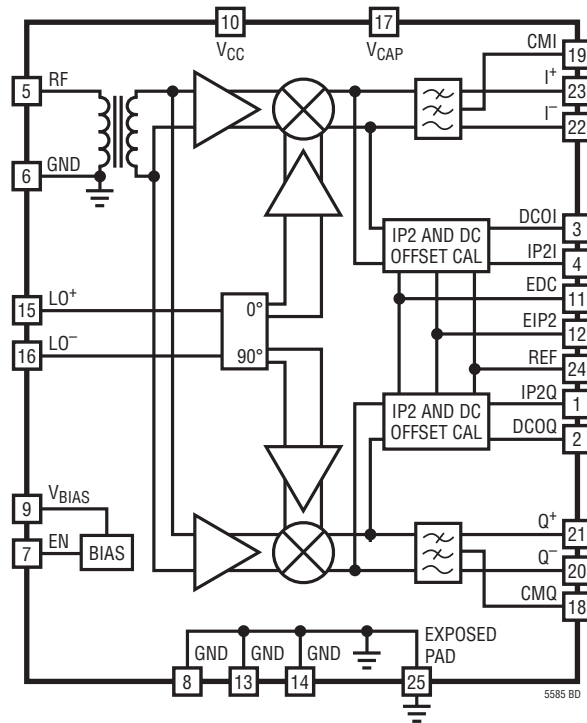 10
V_CC
17
V_CAP
CMI
19
5
RF
I⁺
23
I⁻
22
6
GND
DCOI
3
IP2 AND DC
OFFSET CAL
IP2I
4
EDC
11
15
LO⁺
0°
EIP2
12
16
LO⁻
90°
REF
24
IP2Q
1
IP2 AND DC
OFFSET CAL
DCOQ
2
9
V_BIAS
Q⁺
21
7
EN
BIAS
Q⁻
20
CMQ
18
GND
8
GND
13
GND
14
EXPOSED
PAD
25
5585 BD